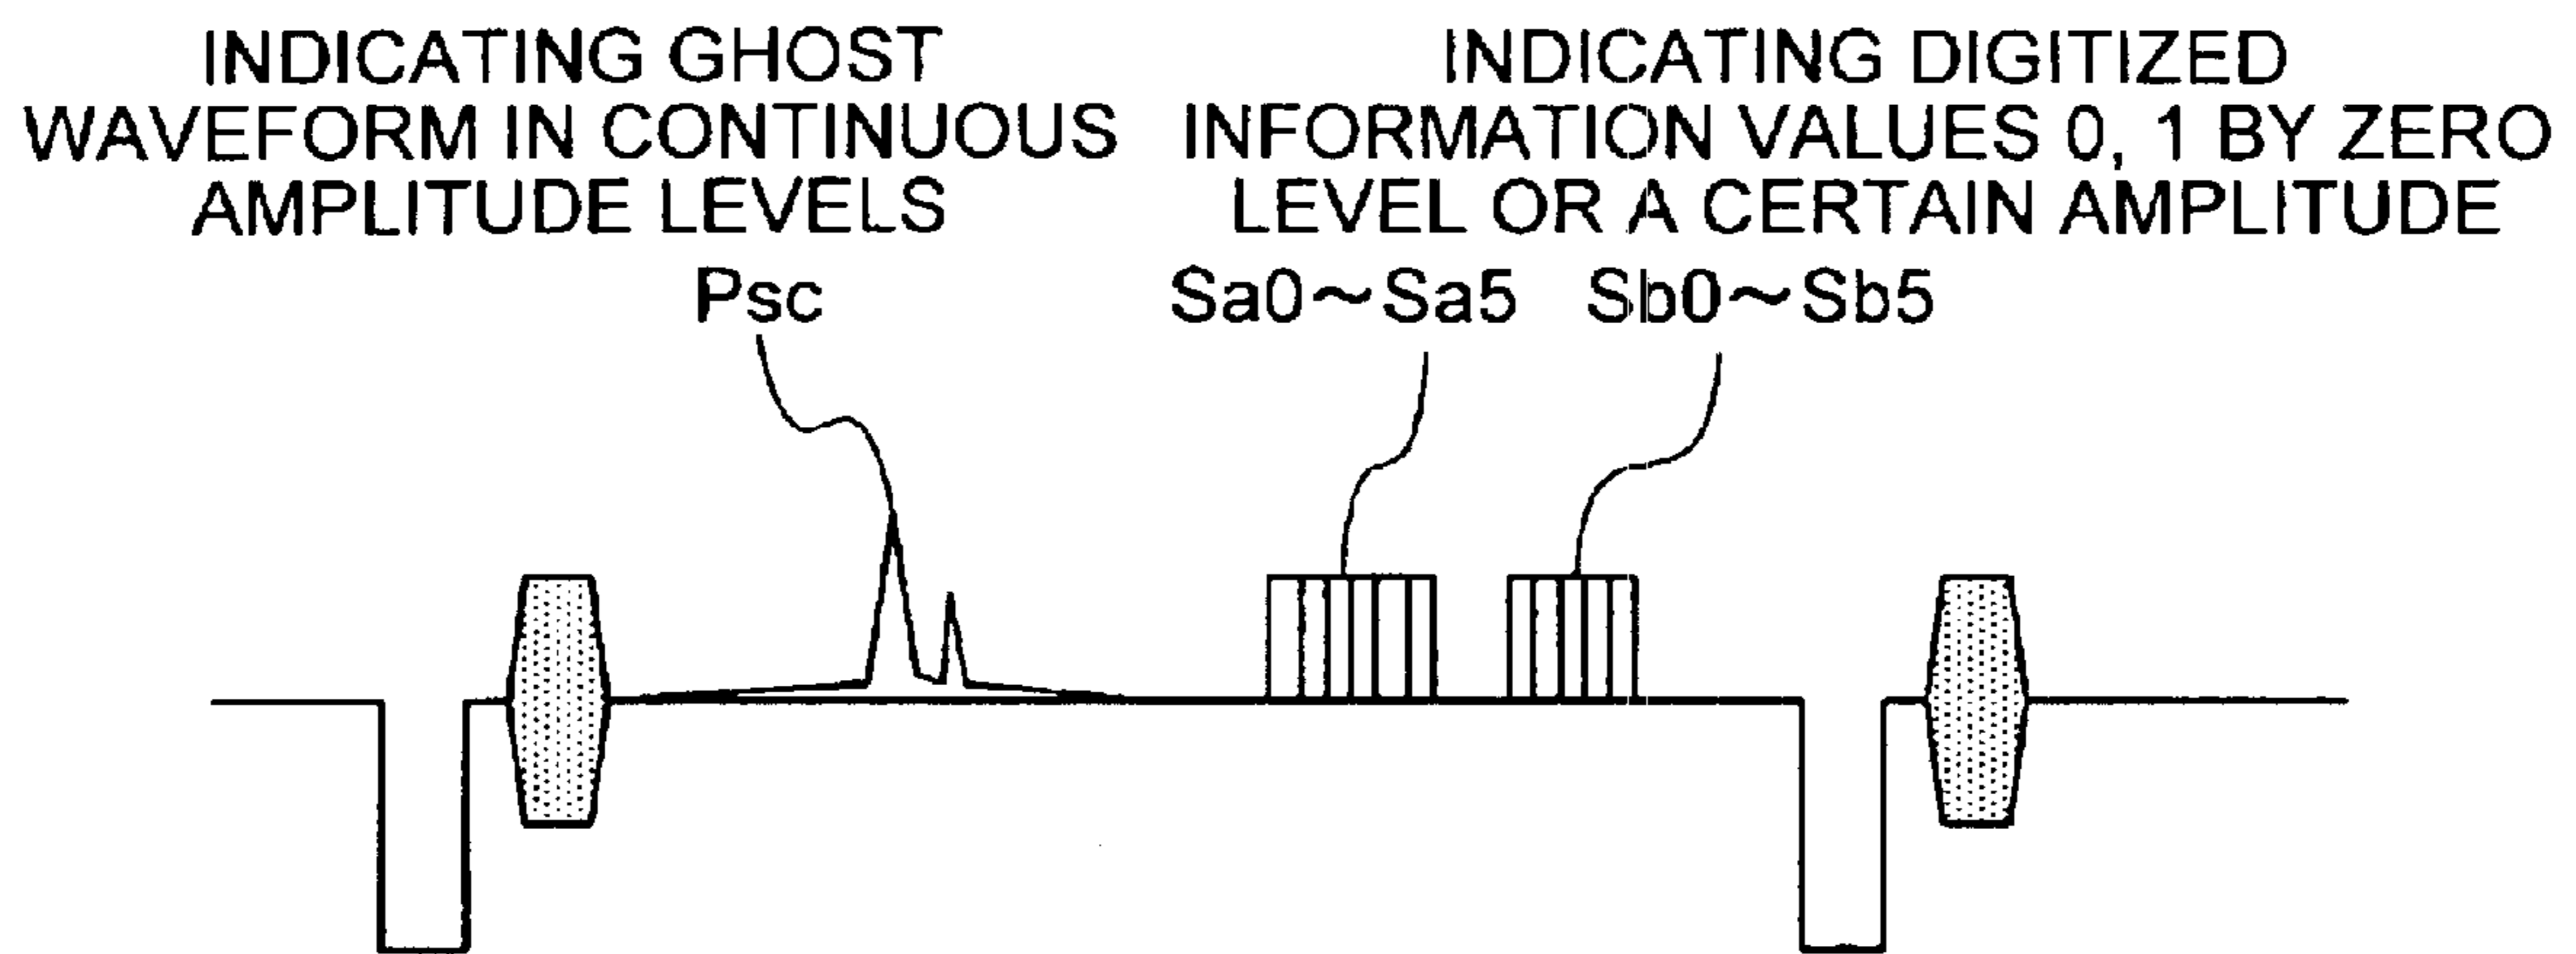 INDICATING GHOST
WAVEFORM IN CONTINUOUS
AMPLITUDE LEVELS
Psc
INDICATING DIGITIZED
INFORMATION VALUES 0, 1 BY ZERO
LEVEL OR A CERTAIN AMPLITUDE
Sa0~Sa5 Sb0~Sb5